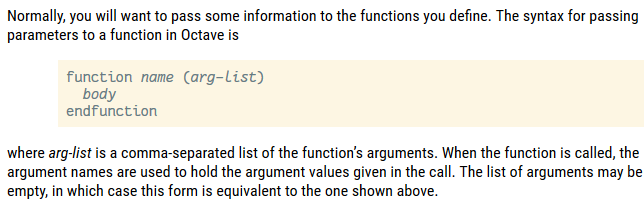 Normally, you will want to pass some information to the functions you define. The syntax for passing
parameters to a function in Octave is
function name (arg-list)
body
endfunction
where arg-list is a comma-separated list of the function’s arguments. When the function is called, the
argument names are used to hold the argument values given in the call. The list of arguments may be
empty, in which case this form is equivalent to the one shown above.